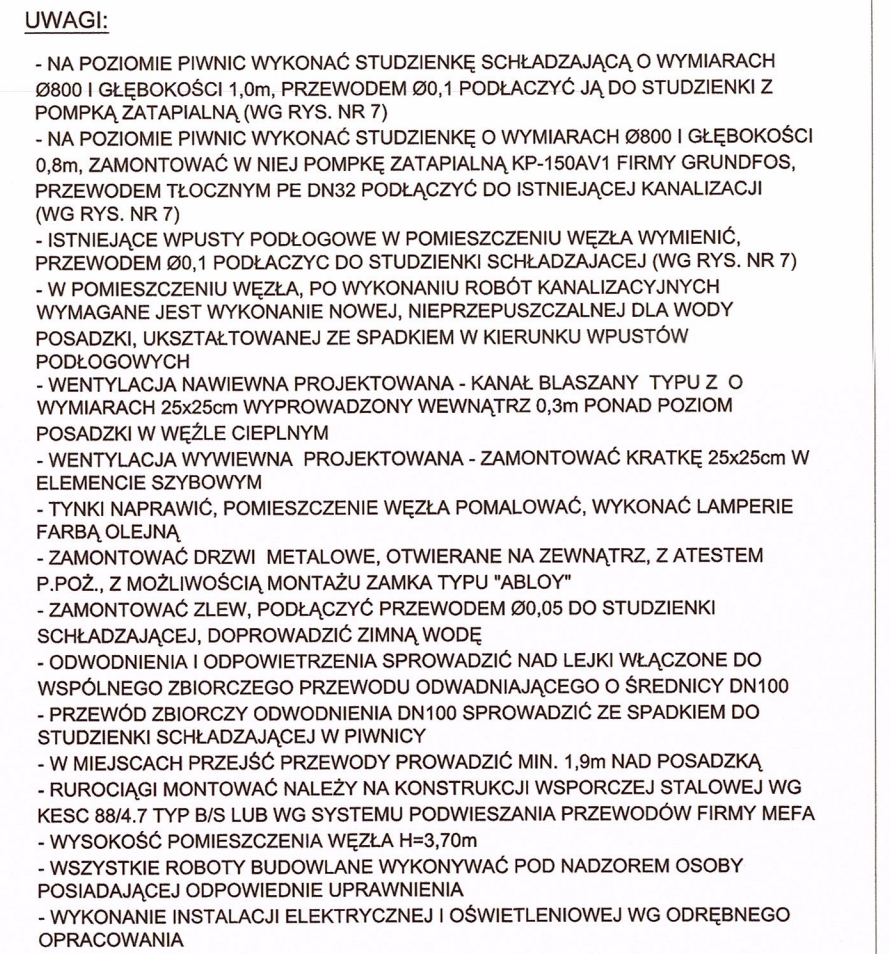 UWAGI:
- NA POZIOMIE PIWNIC WYKONAĆ STUDZIENKĘ SCHŁADZAJĄCĄ O WYMIARACH
Ø800 I GŁĘBOKOŚCI 1,0m, PRZEWODEM Ø0,1 PODŁACZYĆ JĄ DO STUDZIENKI Z
POMPKĄ ZATAPIALNĄ (WG RYS. NR 7)
- NA POZIOMIE PIWNIC WYKONAĆ STUDZIENKĘ O WYMIARACH Ø800 I GŁĘBOKOŚCI
0,8m, ZAMONTOWAĆ W NIEJ POMPKĘ ZATAPIALNĄ KP-150AV1 FIRMY GRUNDFOS,
PRZEWODEM TŁOCZNYM PE DN32 PODŁĄCZYĆ DO ISTNIEJĄCEJ KANALIZACJI
(WG RYS. NR 7)
- ISTNIEJĄCE WPUSTY PODŁOGOWE W POMIESZCZENIU WĘZŁA WYMIENIĆ,
PRZEWODEM Ø0,1 PODŁACZYC DO STUDZIENKI SCHŁADZAJACEJ (WG RYS. NR 7)
- W POMIESZCZENIU WĘZŁA, PO WYKONANIU ROBÓT KANALIZACYJNYCH
WYMAGANE JEST WYKONANIE NOWEJ, NIEPRZEPUSZCZALNEJ DLA WODY
POSADZKI, UKSZTAŁTOWANEJ ZE SPADKIEM W KIERUNKU WPUSTÓW
PODŁOGOWYCH
- WENTYLACJA NAWIEWNA PROJEKTOWANA - KANAŁ BLASZANY TYPU Z O
WYMIARACH 25x25cm WYPROWADZONY WEWNĄTRZ 0,3m PONAD POZIOM
POSADZKI W WĘŹLE CIEPLNYM
- WENTYLACJA WYWIEWNA PROJEKTOWANA - ZAMONTOWAĆ KRATKĘ 25x25cm W
ELEMENCIE SZYBOWYM
- TYNKI NAPRAWIĆ, POMIESZCZENIE WĘZŁA POMALOWAĆ, WYKONAĆ LAMPERIE
FARBĄ OLEJNĄ
- ZAMONTOWAĆ DRZWI METALOWE, OTWIERANE NA ZEWNĄTRZ, Z ATESTEM
P.POŻ., Z MOŻLIWOŚCIĄ MONTAŻU ZAMKA TYPU "ABLOY"
- ZAMONTOWAĆ ZLEW, PODŁĄCZYĆ PRZEWODEM Ø0,05 DO STUDZIENKI
SCHŁADZAJĄCEJ, DOPROWADZIĆ ZIMNĄ WODĘ
- ODWODNIENIA I ODPOWIETRZENIA SPROWADZIĆ NAD LEJKI WŁĄCZONE DO
WSPÓLNEGO ZBIORCZEGO PRZEWODU ODWADNIAJĄCEGO O ŚREDNICY DN100
- PRZEWÓD ZBIORCZY ODWODNIENIA DN100 SPROWADZIĆ ZE SPADKIEM DO
STUDZIENKI SCHŁADZAJĄCEJ W PIWNICY
- W MIEJSCACH PRZEJŚĆ PRZEWODY PROWADZIĆ MIN. 1,9m NAD POSADZKĄ
- RUROCIĄGI MONTOWAĆ NALEŻY NA KONSTRUKCJI WSPORCZEJ STALOWEJ WG
KESC 88/4.7 TYP B/S LUB WG SYSTEMU PODWIESZANIA PRZEWODÓW FIRMY MEFA
- WYSOKOŚĆ POMIESZCZENIA WĘZŁA H=3,70m
- WSZYSTKIE ROBOTY BUDOWLANE WYKONYWAĆ POD NADZOREM OSOBY
POSIADAJĄCEJ ODPOWIEDNIE UPRAWNIENIA
- WYKONANIE INSTALACJI ELEKTRYCZNEJ I OŚWIETLENIOWEJ WG ODRĘBNEGO
OPRACOWANIA